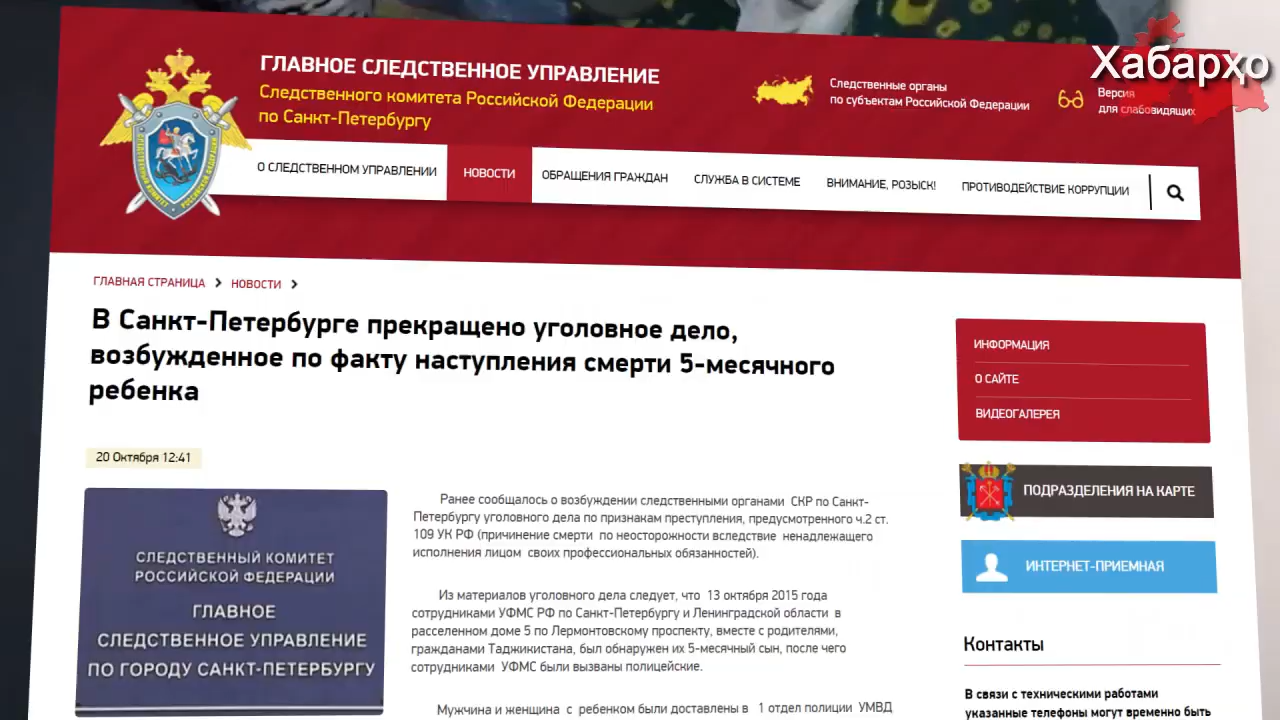 Хабарҳо
ГЛАВНОЕ СЛЕДСТВЕННОЕ УПРАВЛЕНИЕ
Следственного комитета Российской Федерации
по Санкт-Петербургу
Следственные органы
по субъектам Российской Федерации
Версия
для слабовидящих
О СЛЕДСТВЕННОМ УПРАВЛЕНИИ НОВОСТИ ОБРАЩЕНИЯ ГРАЖДАН СЛУЖБА В СИСТЕМЕ ВНИМАНИЕ, РОЗЫСК! ПРОТИВОДЕЙСТВИЕ КОРРУПЦИИ
ГЛАВНАЯ СТРАНИЦА > НОВОСТИ >
В Санкт-Петербурге прекращено уголовное дело,
возбужденное по факту наступления смерти 5-месячного
ребенка
20 Октября 12:41
СЛЕДСТВЕННЫЙ КОМИТЕТ
РОССИЙСКОЙ ФЕДЕРАЦИИ
ГЛАВНОЕ
СЛЕДСТВЕННОЕ УПРАВЛЕНИЕ
ПО ГОРОДУ САНКТ-ПЕТЕРБУРГУ
Ранее сообщалось о возбуждении следственными органами СКР по Санкт-
Петербургу уголовного дела по признакам преступления, предусмотренного ч.2 ст.
109 УК РФ (причинение смерти по неосторожности вследствие ненадлежащего
исполнения лицом своих профессиональных обязанностей).
Из материалов уголовного дела следует, что 13 октября 2015 года
сотрудниками УФМС РФ по Санкт-Петербургу и Ленинградской области в
расселенном доме 5 по Лермонтовскому проспекту, вместе с родителями,
гражданами Таджикистана, был обнаружен их 5-месячный сын, после чего
сотрудниками УФМС были вызваны полицейские.
Мужчина и женщина с ребенком были доставлены в 1 отдел полиции УМВД
ИНФОРМАЦИЯ
О САЙТЕ
ВИДЕОГАЛЕРЕЯ
ПОДРАЗДЕЛЕНИЯ НА КАРТЕ
ИНТЕРНЕТ-ПРИЕМНАЯ
Контакты
В связи с техническими работами
указанные телефоны могут временно быть